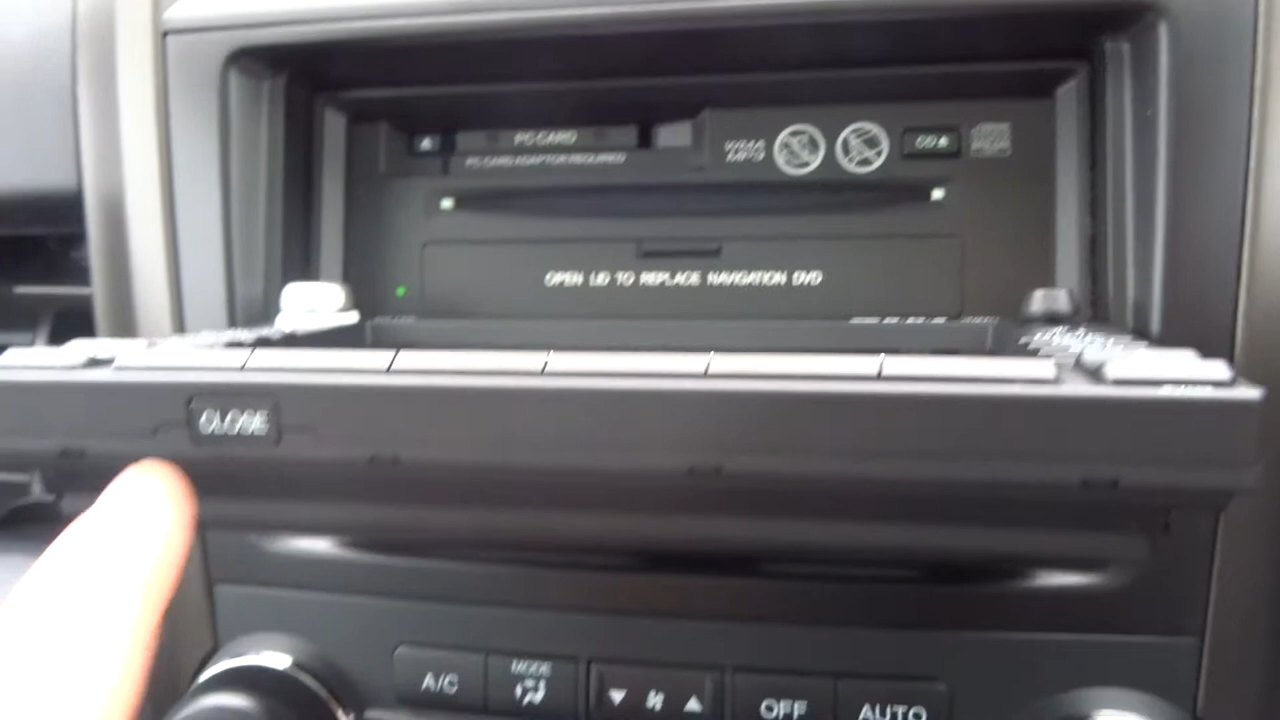 PC CARD
PC CARD ADAPTOR REQUIRED
WMA
MP3
CD
OPEN LID TO REPLACE NAVIGATION DVD
CLOSE
A/C
MODE
OFF
AUTO